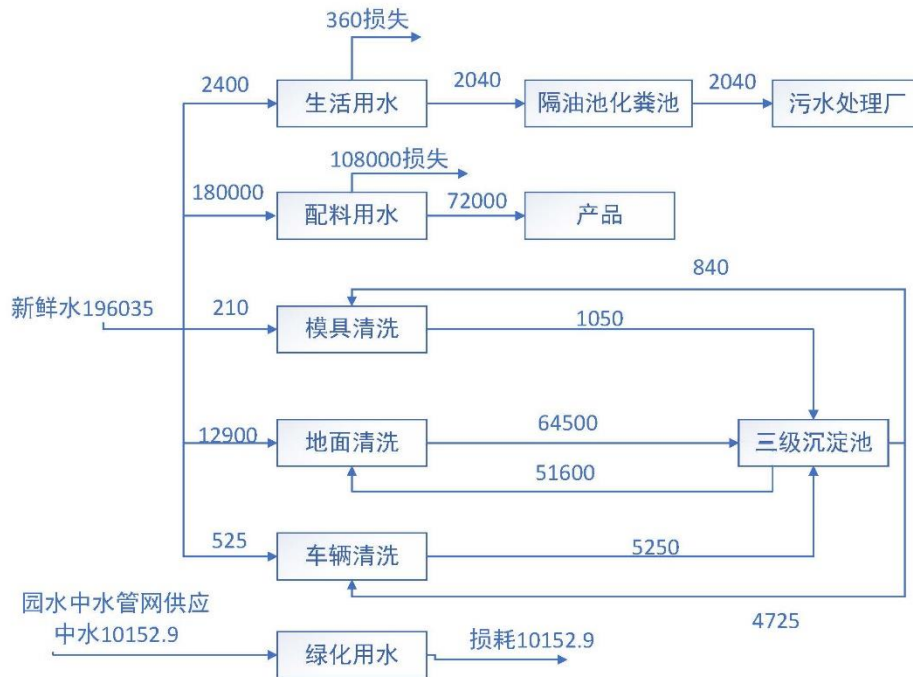 360损失
2400
生活用水
2040
隔油池化粪池
2040
污水处理厂
108000损失
180000
配料用水
72000
产品
840
新鲜水196035
210
模具清洗
1050
12900
地面清洗
64500
三级沉淀池
51600
525
车辆清洗
5250
4725
园水中水管网供应
中水10152.9
绿化用水
损耗10152.9